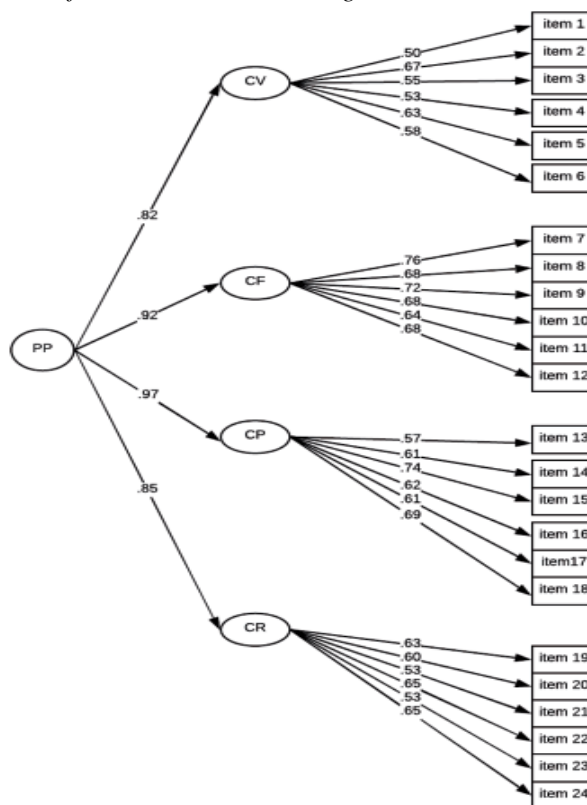 item 1
.50
item 2
.67
CV
.55
item 3
.53
item 4
.63
item 5
.58
item 6
.82
item 7
.76
item 8
.68
CF
.72
item 9
.68
item 10
.64
item 11
.68
item 12
.92
PP
.97
CP
.57
item 13
.61
item 14
.74
item 15
.62
item 16
.61
item17
.69
item 18
.85
CR
.63
item 19
.60
item 20
.53
item 21
.65
item 22
.53
item 23
.65
item 24